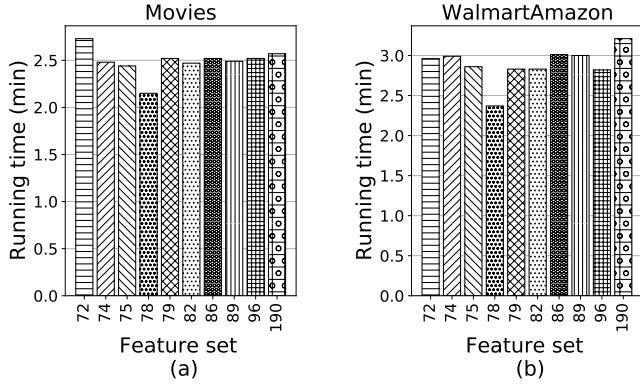 Movies
Running time (min)
2.5
2.0
1.5
1.0
0.5
0.0
72 74 75 78 79 82 86 89 96 190
Feature set
(a)
WalmartAmazon
Running time (min)
3.0
2.5
2.0
1.5
1.0
0.5
0.0
72 74 75 78 79 82 86 89 96 190
Feature set
(b)